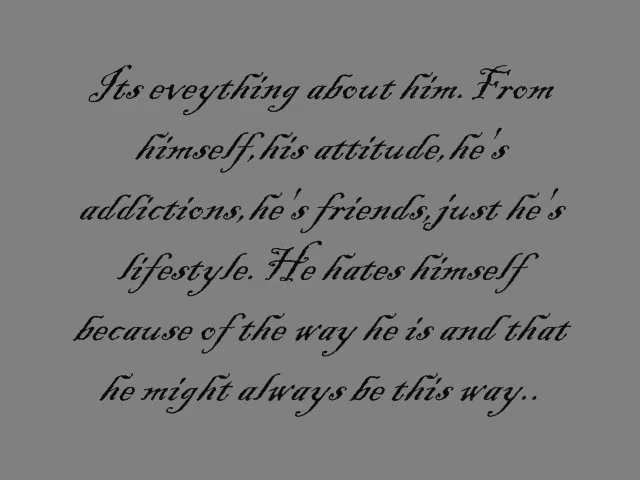 Its eveything about him. From
himself,his attitude,he's
addictions,he's friends,just he's
lifestyle. He hates himself
because of the way he is and that
he might always be this way..